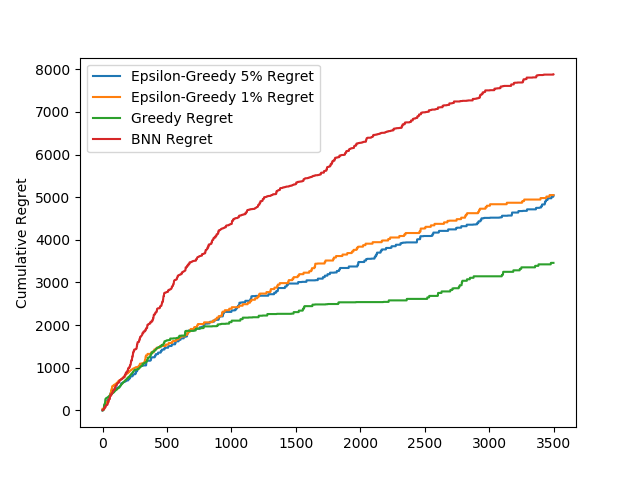 Epsilon-Greedy 5% Regret
Epsilon-Greedy 1% Regret
Greedy Regret
BNN Regret
Cumulative Regret
8000
7000
6000
5000
4000
3000
2000
1000
0
0 500 1000 1500 2000 2500 3000 3500